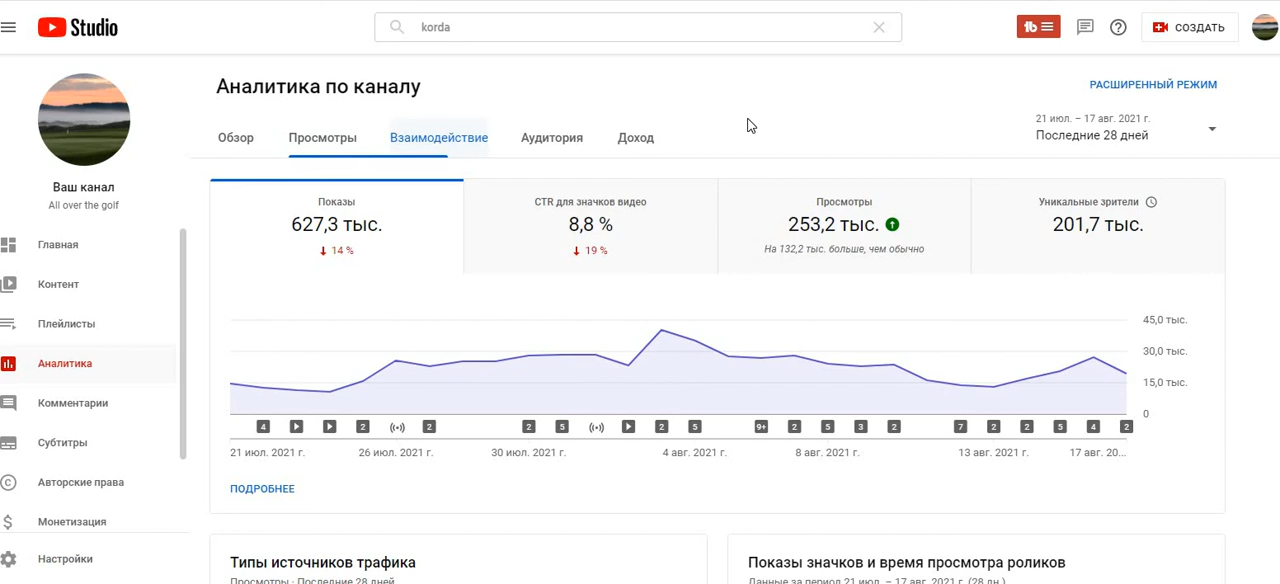 Studio
korda
СОЗДАТЬ
Ваш канал
All over the golf
Главная
Контент
Плейлисты
Аналитика
Комментарии
Субтитры
Авторские права
Монетизация
Настройки
Аналитика по каналу
РАСШИРЕННЫЙ РЕЖИМ
Обзор
Просмотры
Взаимодействие
Аудитория
Доход
21 июл. – 17 авг. 2021 г.
Последние 28 дней
Показы
627,3 тыс.
14 %
CTR для значков видео
8,8 %
19 %
Просмотры
253,2 тыс.
На 132,2 тыс. больше, чем обычно
Уникальные зрители
201,7 тыс.
45,0 тыс.
30,0 тыс.
15,0 тыс.
0
4 2 2 2 5 2 5 9+ 2 5 3 2 7 2 2 5 4 2
21 июл. 2021 г. 26 июл. 2021 г. 30 июл. 2021 г. 4 авг. 2021 г. 8 авг. 2021 г. 13 авг. 2021 г. 17 авг. 20...
ПОДРОБНЕЕ
Типы источников трафика
Просмотры · Последние 28 дней
Показы значков и время просмотра роликов
Данные за период 21 июл. – 17 авг. 2021 г. (28 дн.)